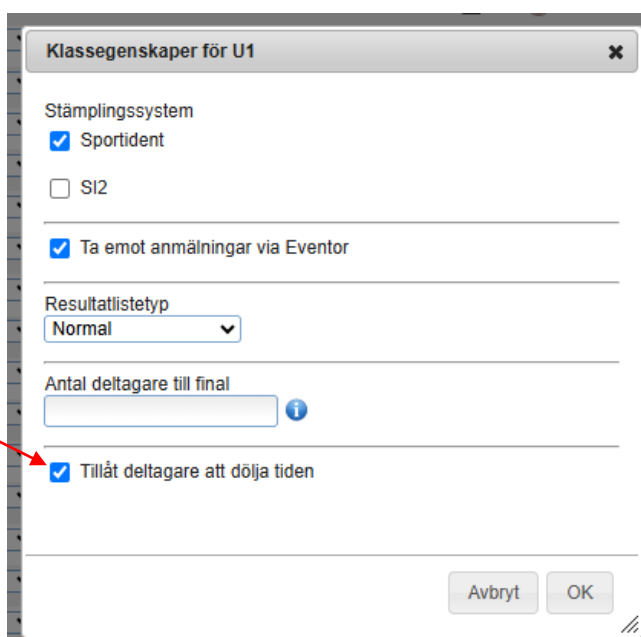 Klassegenskaper för U1
Stämplingssystem
Sportident
SI2
Ta emot anmälningar via Eventor
Resultatlistetyp
Normal
Antal deltagare till final
Tillåt deltagare att dölja tiden
Avbryt OK